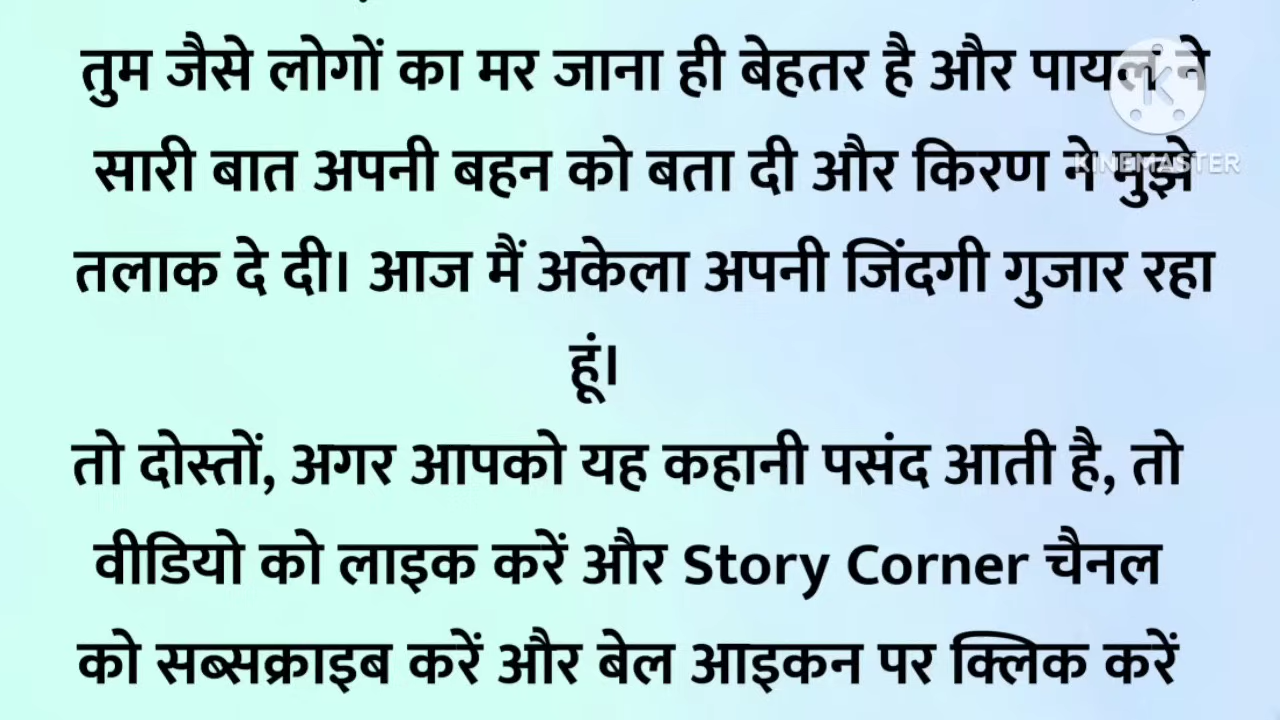 तुम जैसे लोगों का मर जाना ही बेहतर है और पायल ने
सारी बात अपनी बहन को बता दी और किरण ने मुझे
तलाक दे दी। आज मैं अकेला अपनी जिंदगी गुजार रहा
हूं।
तो दोस्तों, अगर आपको यह कहानी पसंद आती है, तो
वीडियो को लाइक करें और Story Corner चैनल
को सब्सक्राइब करें और बेल आइकन पर क्लिक करें
K
KINEMASTER